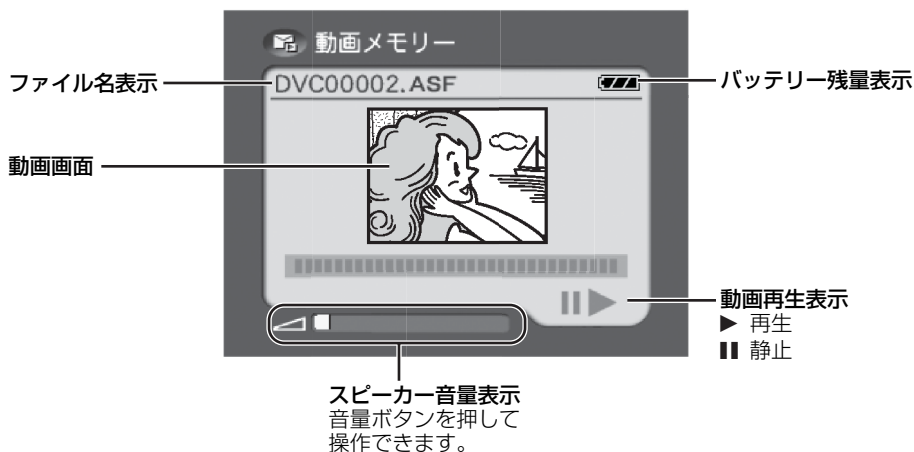 動画メモリー
ファイル名表示
DVC00002.ASF
バッテリー残量表示
動画画面
動画再生表示
▶ 再生
▮▮ 静止
スピーカー音量表示
音量ボタンを押して
操作できます。